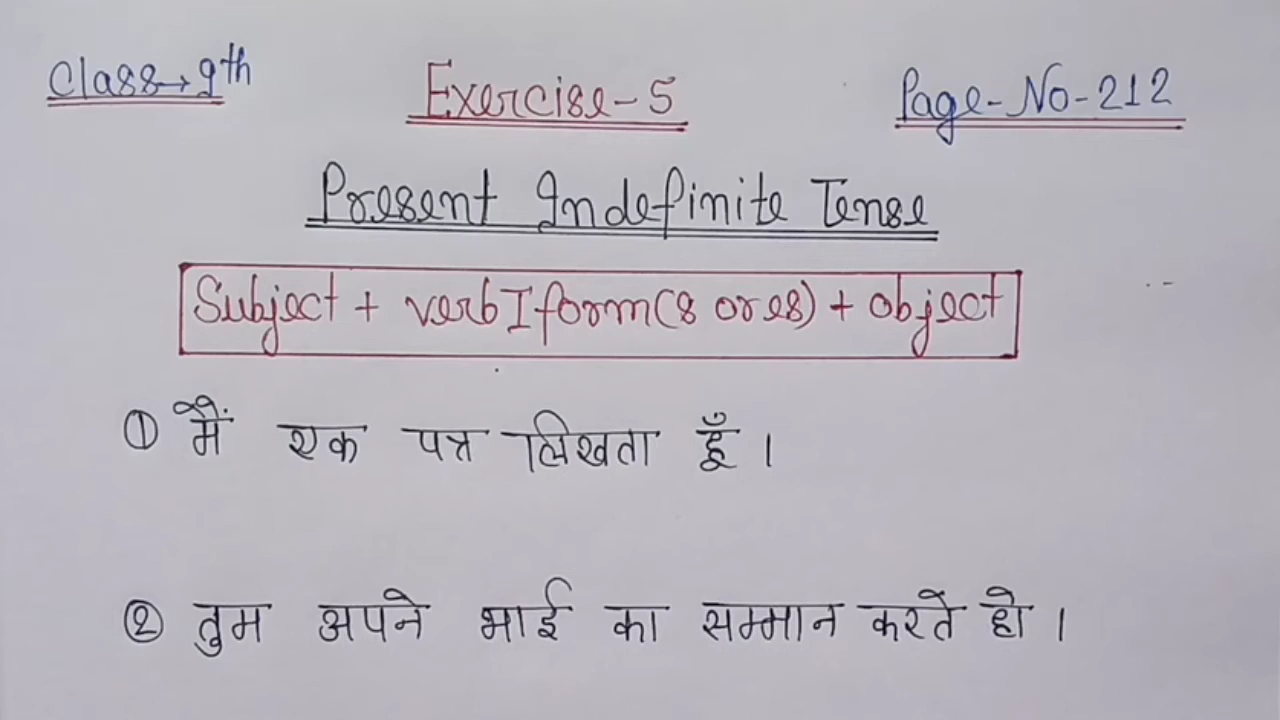 Class→9th
Exercise-5
Page-No-212
Present Indefinite Tense
Subject + verb I form(s or es) + object
① मैं एक पत्र लिखता हूँ ।
② तुम अपने भाई का सम्मान करते हो ।